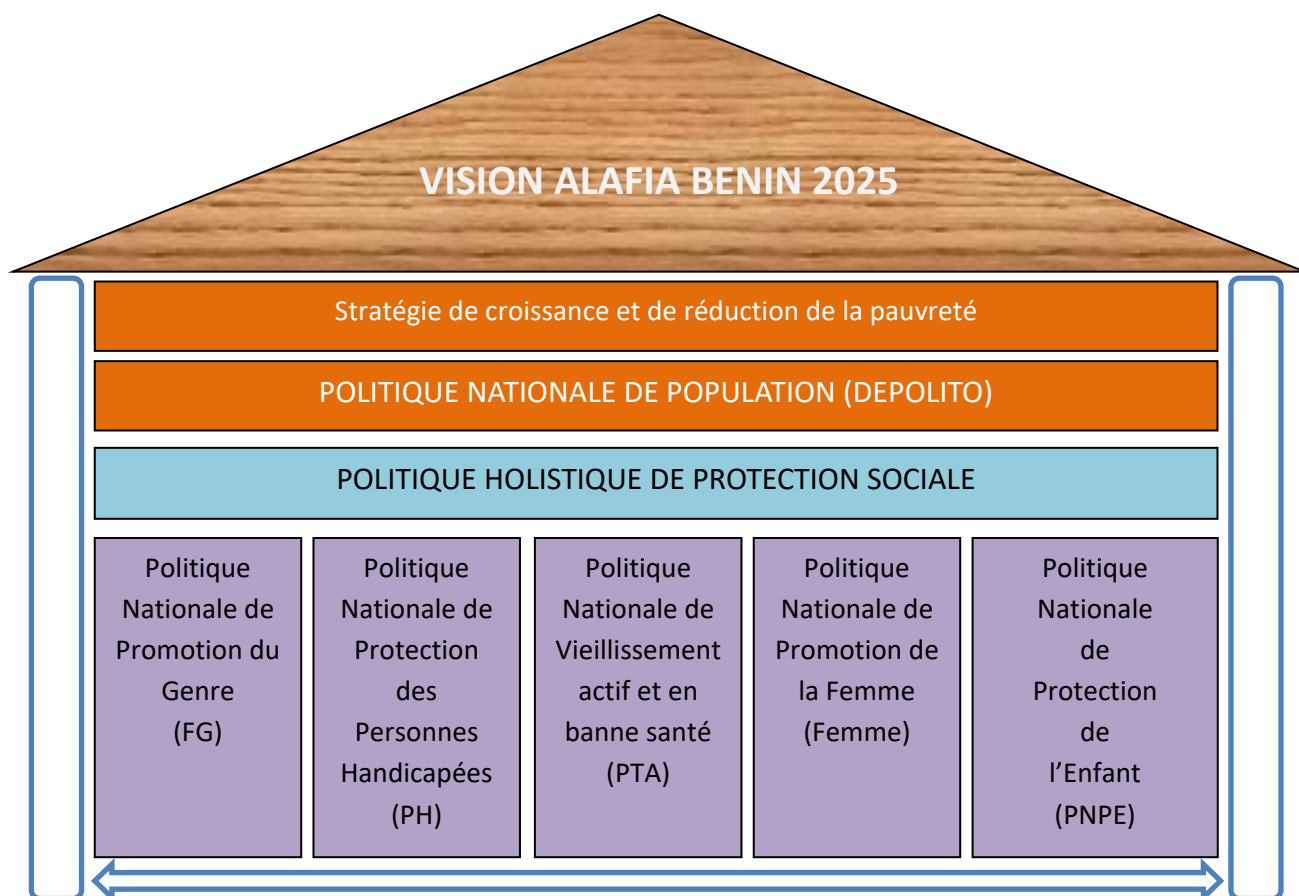 VISION ALAFIA BENIN 2025
Stratégie de croissance et de réduction de la pauvreté
POLITIQUE NATIONALE DE POPULATION (DEPOLITO)
POLITIQUE HOLISTIQUE DE PROTECTION SOCIALE
Politique
Nationale de
Promotion du
Genre
(FG)
Politique
Nationale de
Protection
des
Personnes
Handicapées
(PH)
Politique
Nationale de
Vieillissement
actif et en
banne santé
(PTA)
Politique
Nationale de
Promotion de
la Femme
(Femme)
Politique
Nationale
de
Protection
de
l’Enfant
(PNPE)